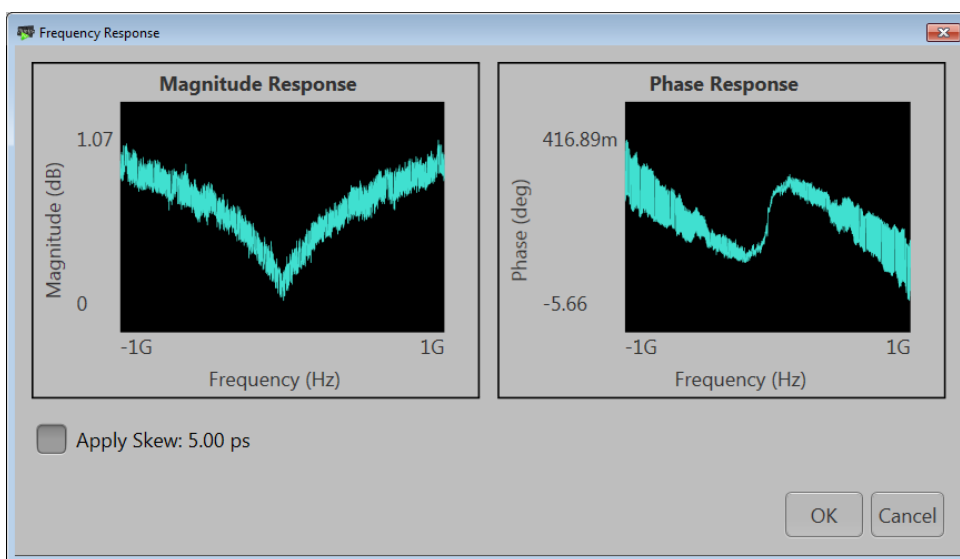 Frequency Response
Magnitude Response
1.07
Magnitude (dB)
0
-1G
1G
Frequency (Hz)
Phase Response
416.89m
Phase (deg)
-5.66
-1G
1G
Frequency (Hz)
Apply Skew: 5.00 ps
OK
Cancel